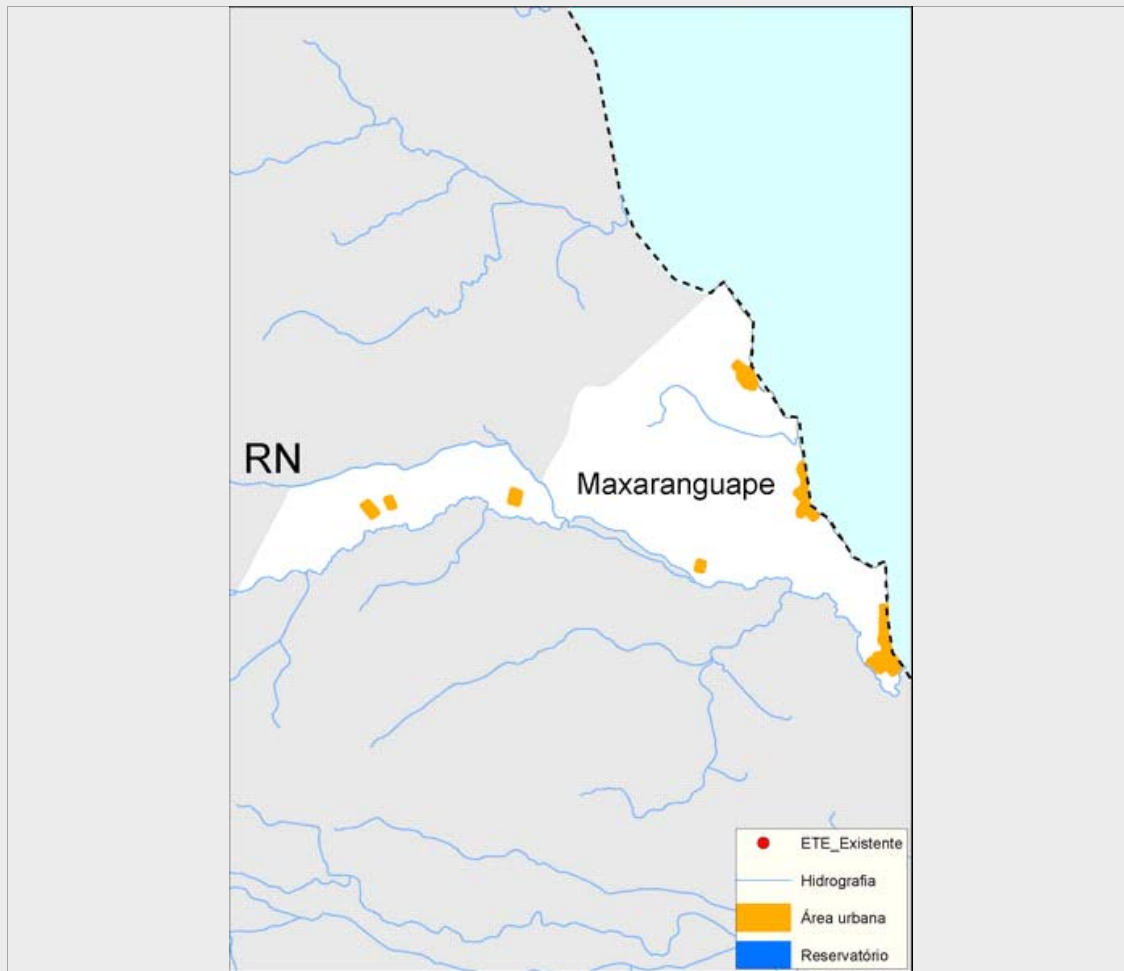 RN
Maxaranguape
ETE_Existente
Hidrografia
Área urbana
Reservatório